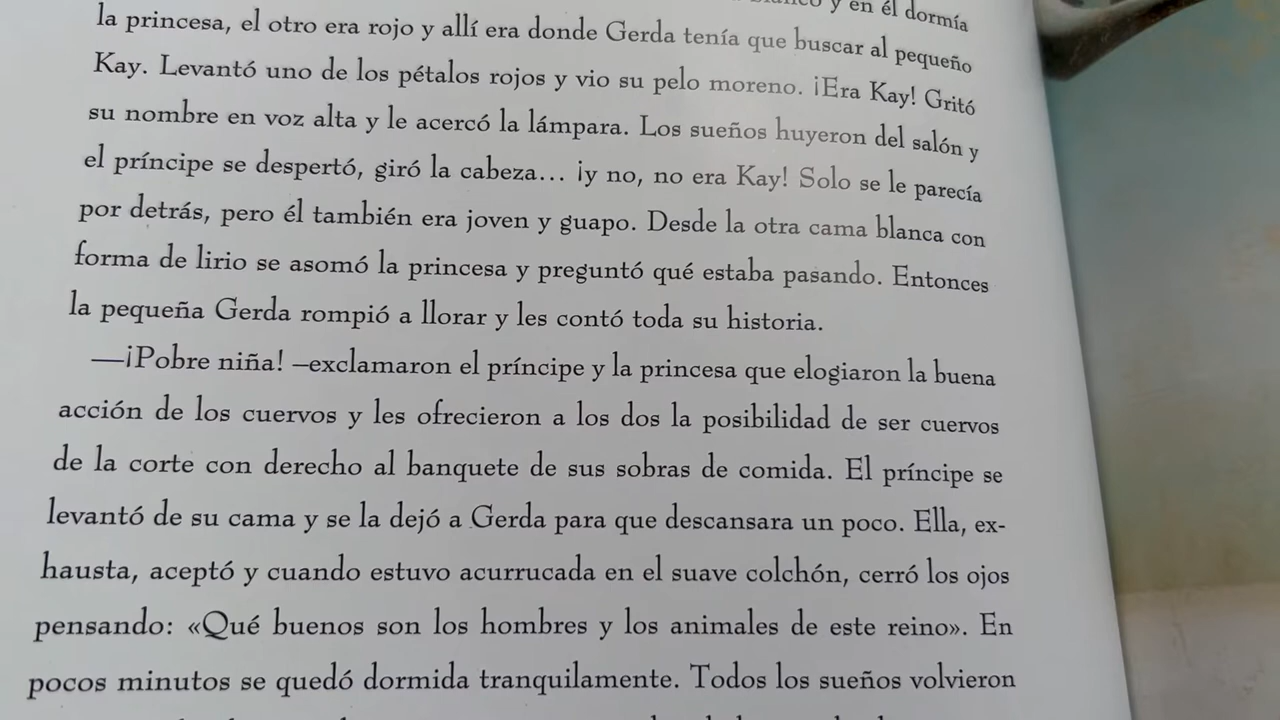 y en él dormía
la princesa, el otro era rojo y allí era donde Gerda tenía que buscar al pequeño
Kay. Levantó uno de los pétalos rojos y vio su pelo moreno. ¡Era Kay! Gritó
su nombre en voz alta y le acercó la lámpara. Los sueños huyeron del salón y
el príncipe se despertó, giró la cabeza... ¡y no, no era Kay! Solo se le parecía
por detrás, pero él también era joven y guapo. Desde la otra cama blanca con
forma de lirio se asomó la princesa y preguntó qué estaba pasando. Entonces
la pequeña Gerda rompió a llorar y les contó toda su historia.
—¡Pobre niña! –exclamaron el príncipe y la princesa que elogiaron la buena
acción de los cuervos y les ofrecieron a los dos la posibilidad de ser cuervos
de la corte con derecho al banquete de sus sobras de comida. El príncipe se
levantó de su cama y se la dejó a Gerda para que descansara un poco. Ella, ex-
hausta, aceptó y cuando estuvo acurrucada en el suave colchón, cerró los ojos
pensando: «Qué buenos son los hombres y los animales de este reino». En
pocos minutos se quedó dormida tranquilamente. Todos los sueños volvieron